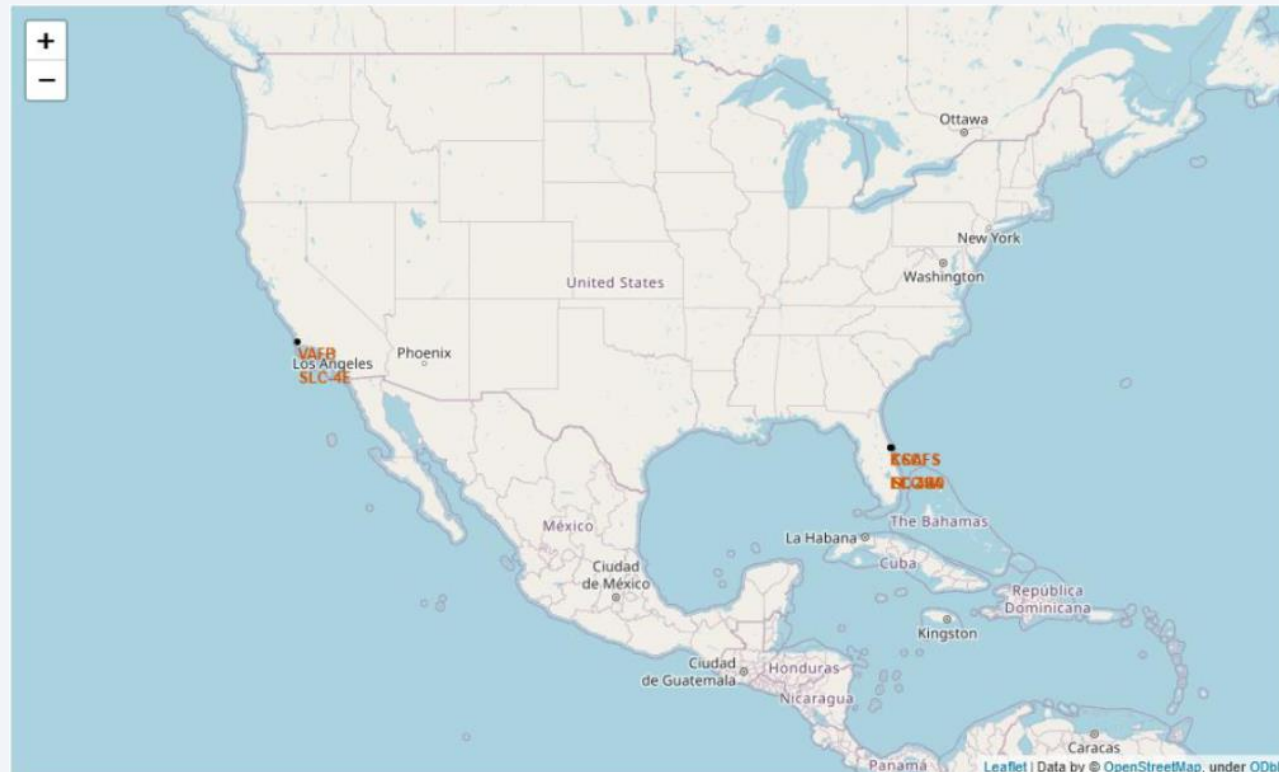 +
−
Ottawa
New York
Washington
United States
VAFB
Los Angeles
SLC-4E
Phoenix
The Bahamas
La Habana
Cuba
México
Ciudad
de México
República
Dominicana
Kingston
Ciudad
de Guatemala
Honduras
Nicaragua
Caracas
Panamá
Leaflet | Data by © OpenStreetMap, under ODbL